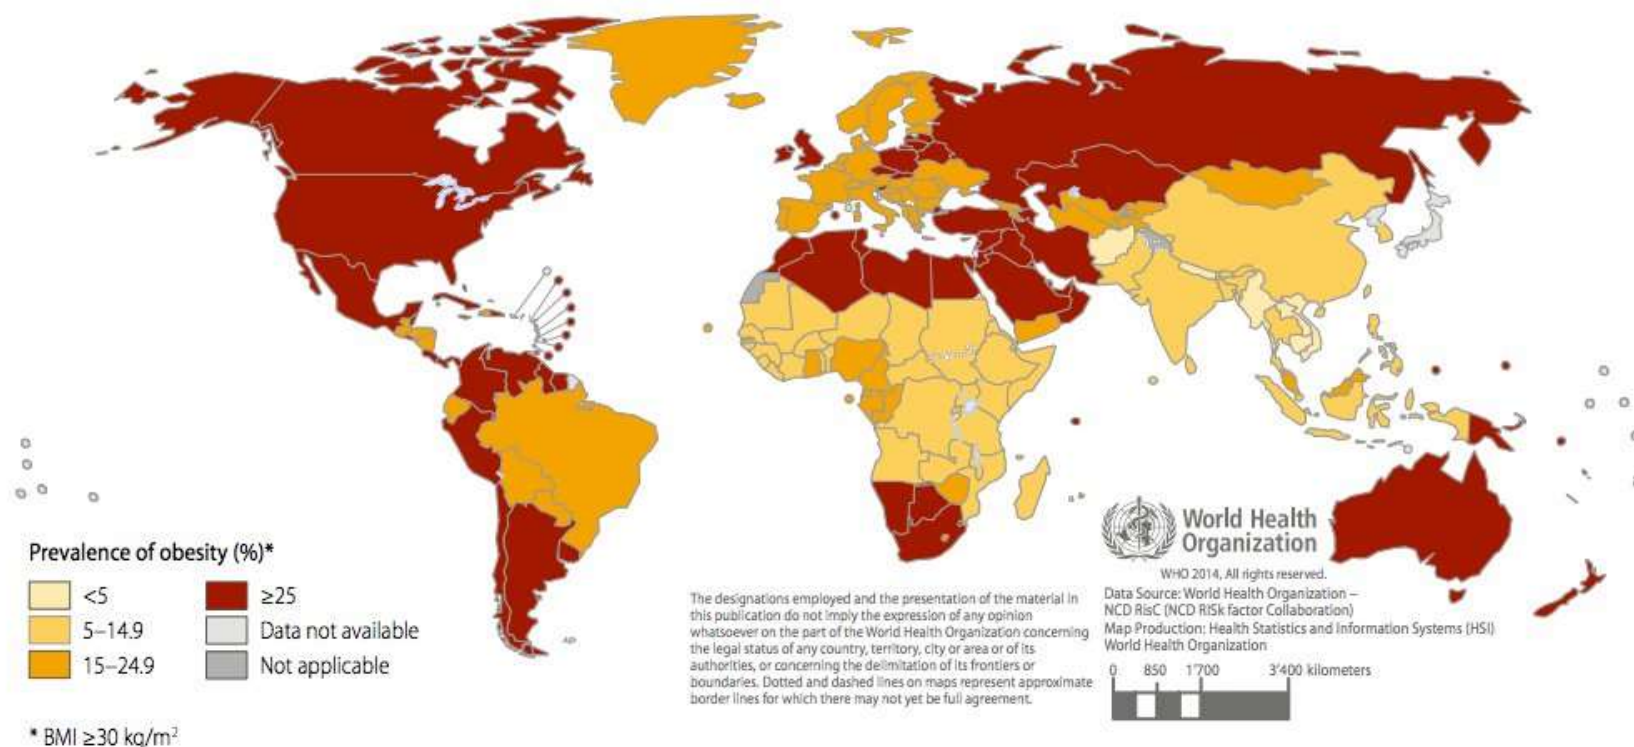 Prevalence of obesity (%)*
<5
5–14.9
15–24.9
≥25
Data not available
Not applicable
* BMI ≥30 kg/m²
The designations employed and the presentation of the material in
this publication do not imply the expression of any opinion
whatsoever on the part of the World Health Organization concerning
the legal status of any country, territory, city or area or of its
authorities, or concerning the delimitation of its frontiers or
boundaries. Dotted and dashed lines on maps represent approximate
border lines for which there may not yet be full agreement.
World Health
Organization
WHO 2014, All rights reserved.
Data Source: World Health Organization –
NCD RisC (NCD RISk factor Collaboration)
Map Production: Health Statistics and Information Systems (HSI)
World Health Organization
0 850 1'700 3'400 kilometers